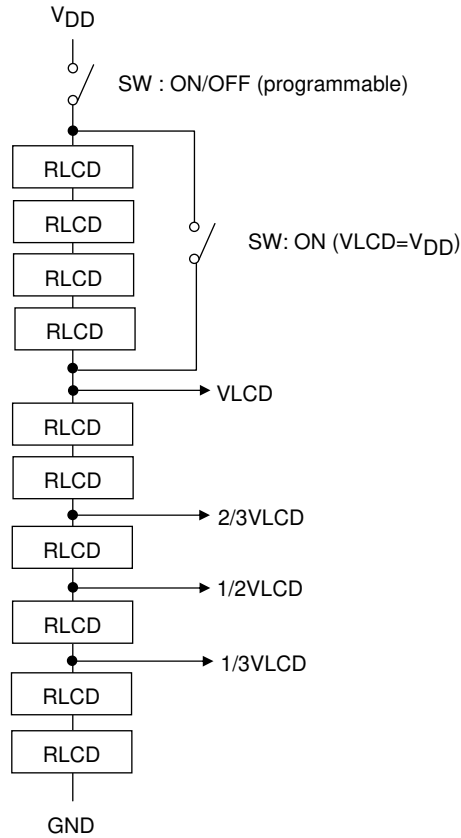 VDD
SW : ON/OFF (programmable)
RLCD
RLCD
SW: ON (VLCD=VDD)
RLCD
RLCD
VLCD
RLCD
RLCD
2/3VLCD
RLCD
1/2VLCD
RLCD
1/3VLCD
RLCD
RLCD
GND